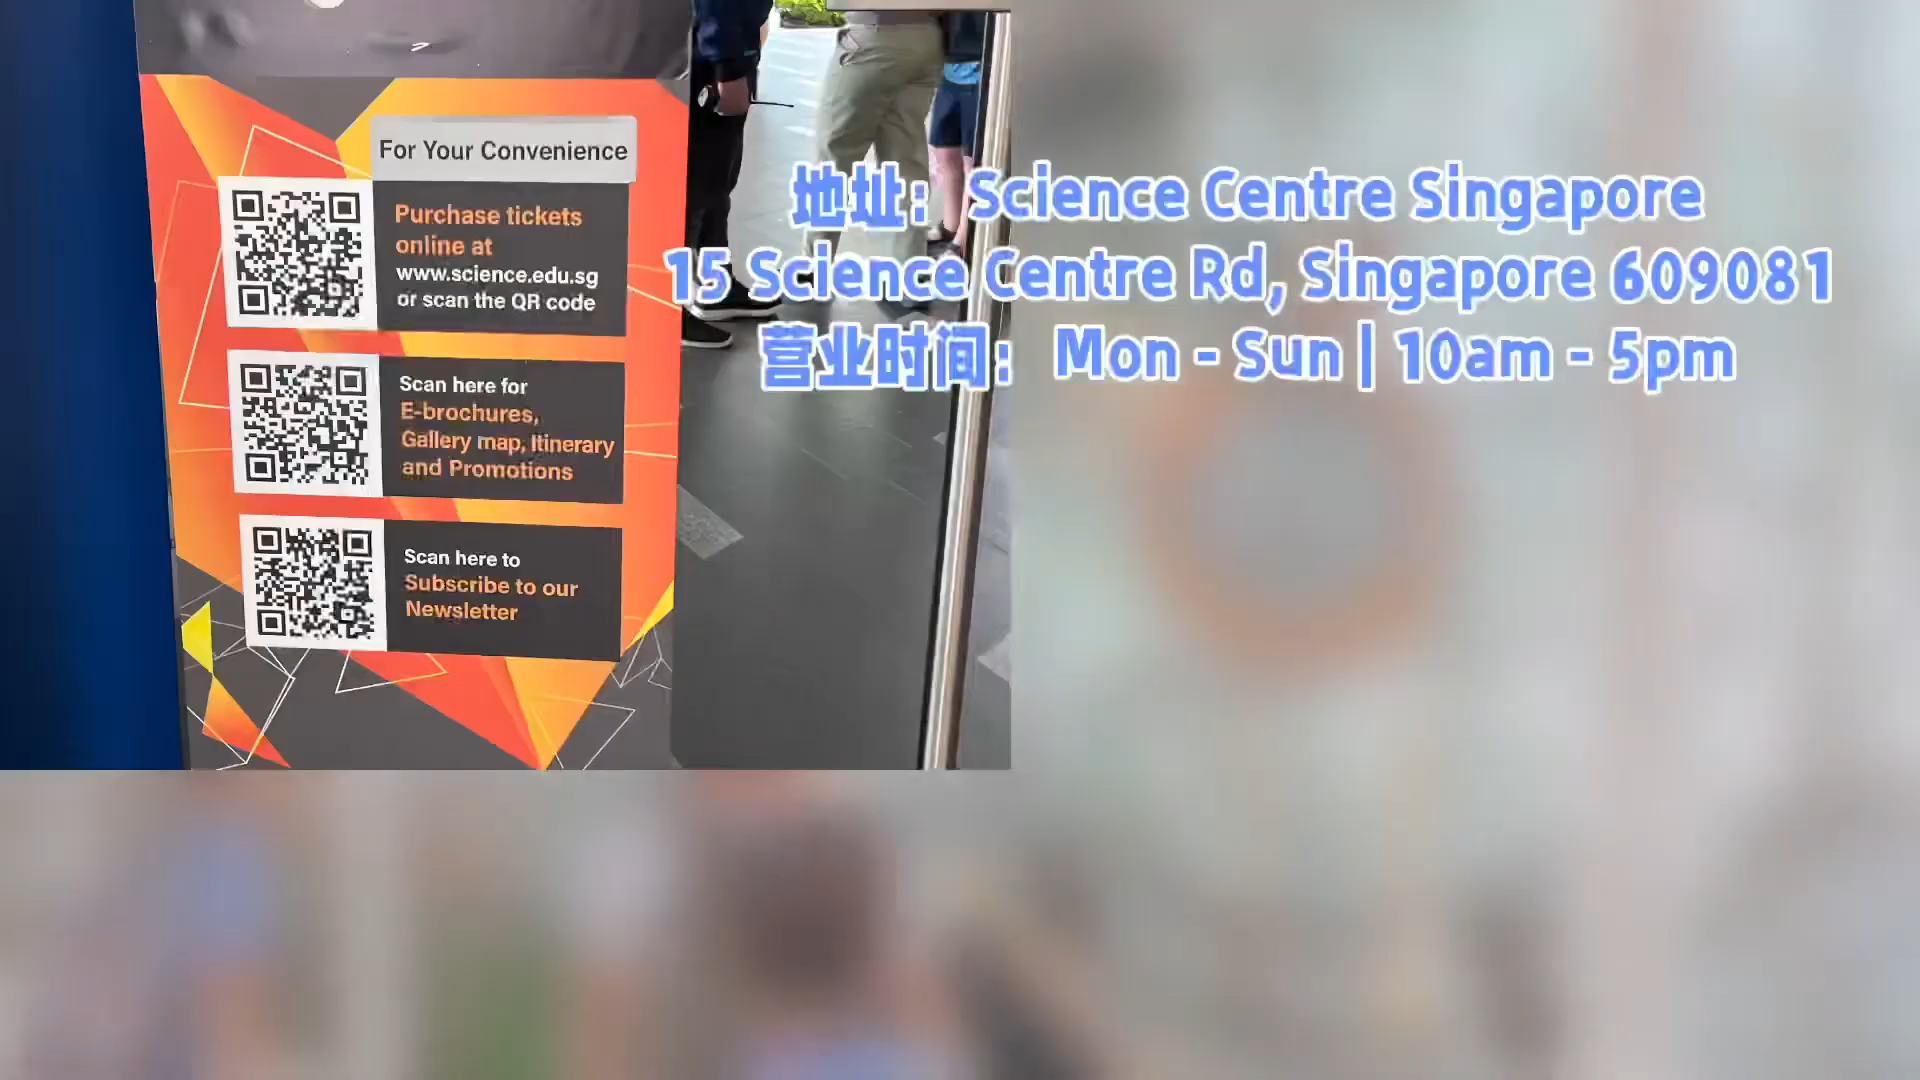 For Your Convenience
Purchase tickets
online at
www.science.edu.sg
or scan the QR code
Scan here for
E-brochures,
Gallery map, Itinerary
and Promotions
Scan here to
Subscribe to our
Newsletter
地址：Science Centre Singapore
15 Science Centre Rd, Singapore 609081
营业时间：Mon - Sun | 10am - 5pm